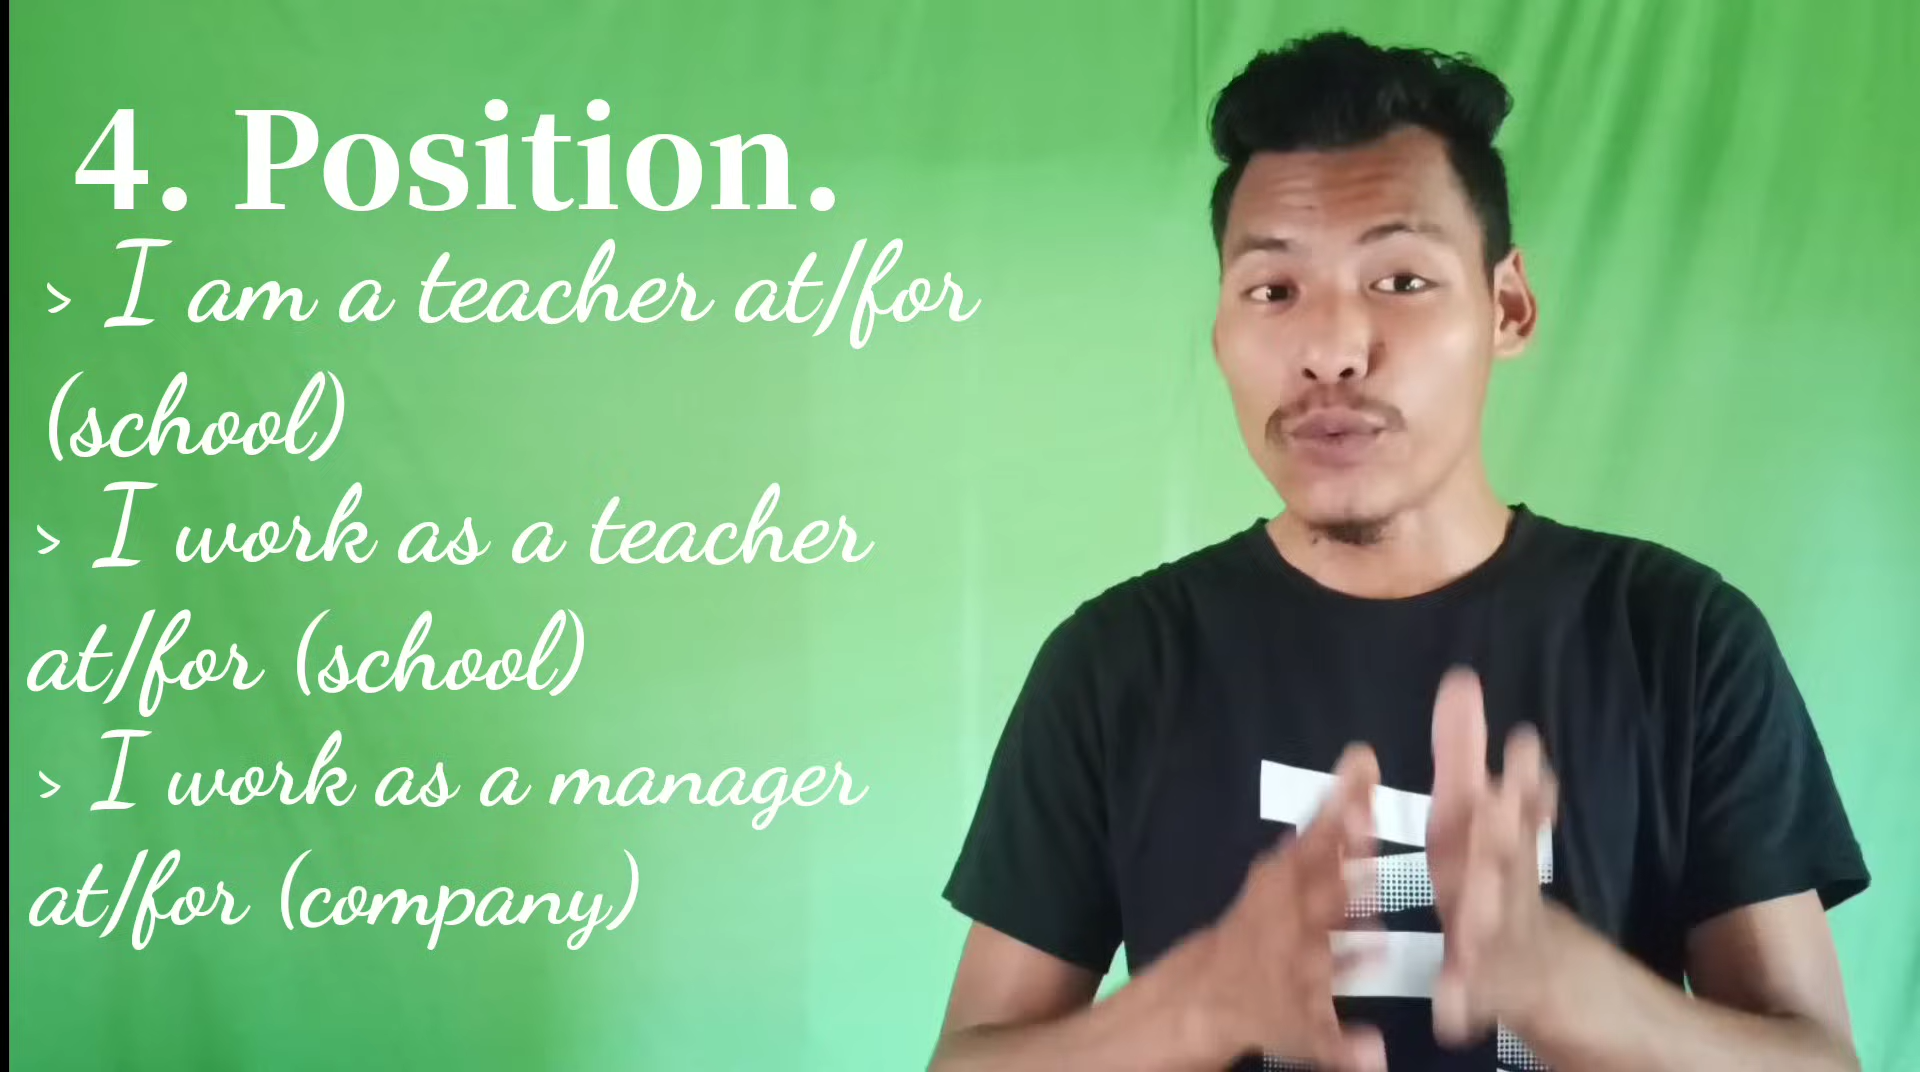 4. Position.
> I am a teacher at/for
(school)
> I work as a teacher
at/for (school)
> I work as a manager
at/for (company)